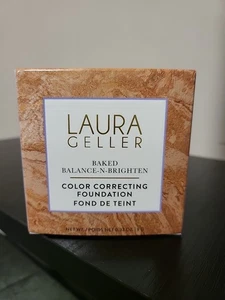 LAURA
GELLER
BAKED
BALANCE-N-BRIGHTEN
COLOR CORRECTING
FOUNDATION
FOND DE TEINT